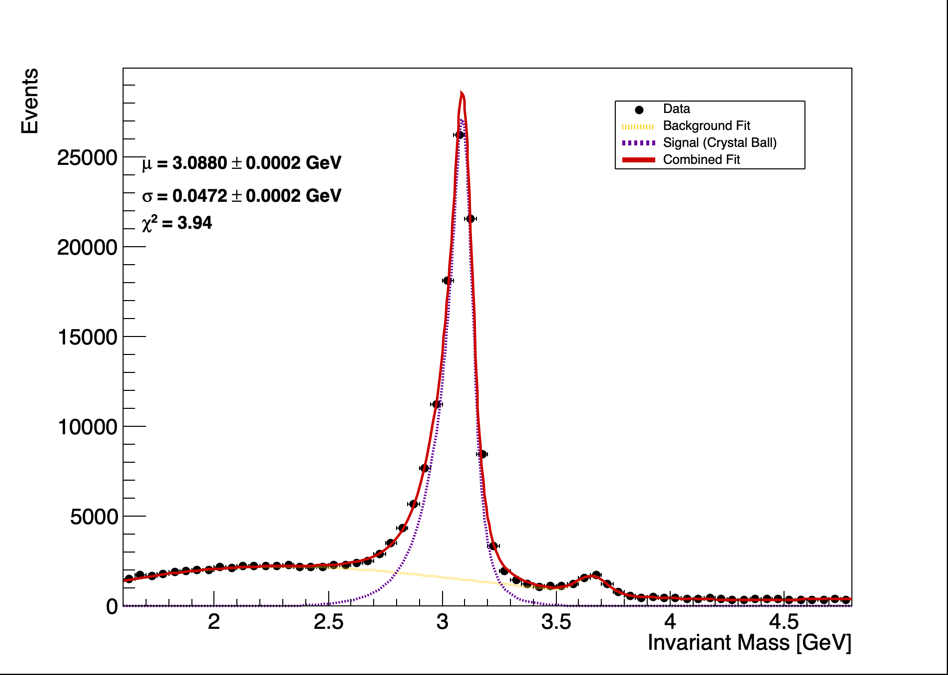 Events
Data
Background Fit
Signal (Crystal Ball)
Combined Fit
μ = 3.0880 ± 0.0002 GeV
σ = 0.0472 ± 0.0002 GeV
χ² = 3.94
25000
20000
15000
10000
5000
0
2 2.5 3 3.5 4 4.5
Invariant Mass [GeV]